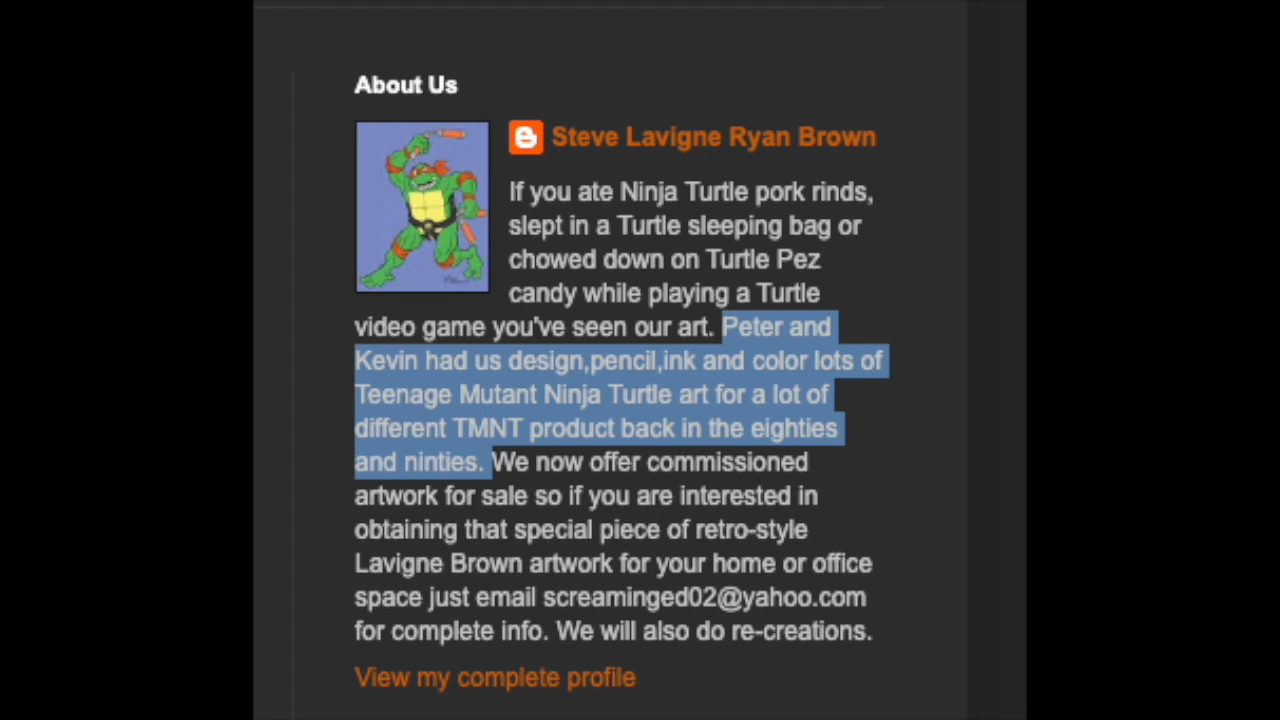 About Us
Steve Lavigne Ryan Brown
If you ate Ninja Turtle pork rinds,
slept in a Turtle sleeping bag or
chowed down on Turtle Pez
candy while playing a Turtle
video game you've seen our art. Peter and
Kevin had us design,pencil,ink and color lots of
Teenage Mutant Ninja Turtle art for a lot of
different TMNT product back in the eighties
and ninties. We now offer commissioned
artwork for sale so if you are interested in
obtaining that special piece of retro-style
Lavigne Brown artwork for your home or office
space just email screaminged02@yahoo.com
for complete info. We will also do re-creations.
View my complete profile